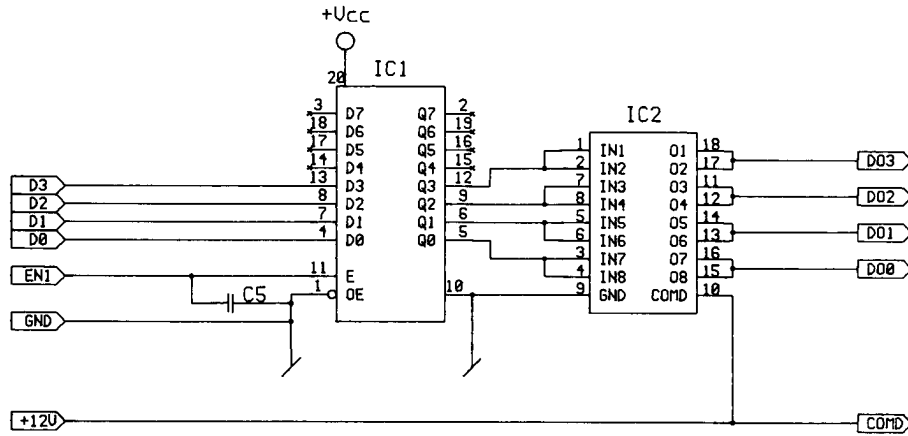 +Vcc
20
IC1
3 D7 Q7 2
18 D6 Q6 19
17 D5 Q5 16
14 D4 Q4 15
D3 13 D3 Q3 12
D2 8 D2 Q2 9
D1 7 D1 Q1 6
D0 4 D0 Q0 5
EN1 11 E
C5 1 OE 10
GND
IC2
1 IN1 O1 18
2 IN2 O2 17 DO3
7 IN3 O3 11
8 IN4 O4 12 DO2
5 IN5 O5 14
6 IN6 O6 13 DO1
3 IN7 O7 16
4 IN8 O8 15 DO0
9 GND COMD 10
+12V COMD